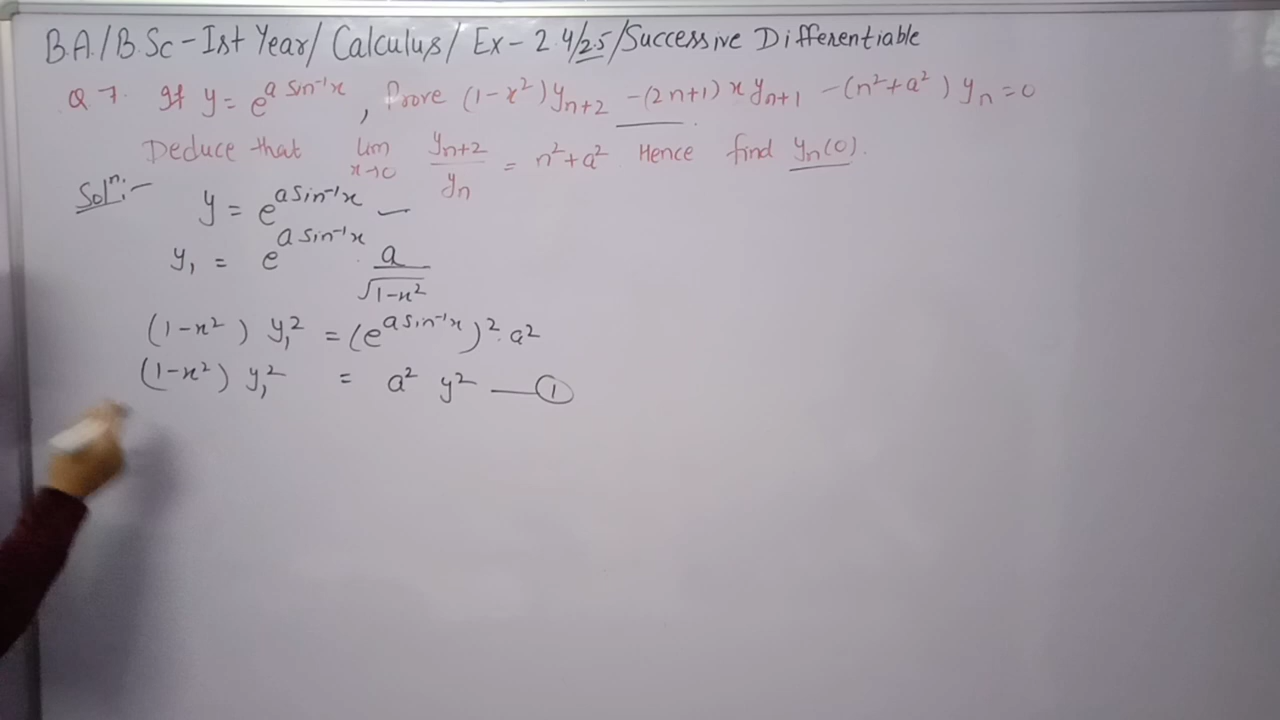 B.A./B.Sc-Ist Year/ Calculus/ Ex-2.4/2.5/Successive Differentiable
Q 7. If y = e^{a sin⁻¹x}, Prove (1-x²)y_{n+2} -(2n+1)xy_{n+1} -(n²+a²)y_n=0
Deduce that lim_{x→0} y_{n+2}/y_n = n²+a² Hence find y_n(0).
Solⁿ:- y = e^{a sin⁻¹x} —
y₁ = e^{a sin⁻¹x} . a/√(1-x²)
(1-x²) y₁² = (e^{a sin⁻¹x})². a²
(1-x²) y₁² = a² y² — ①